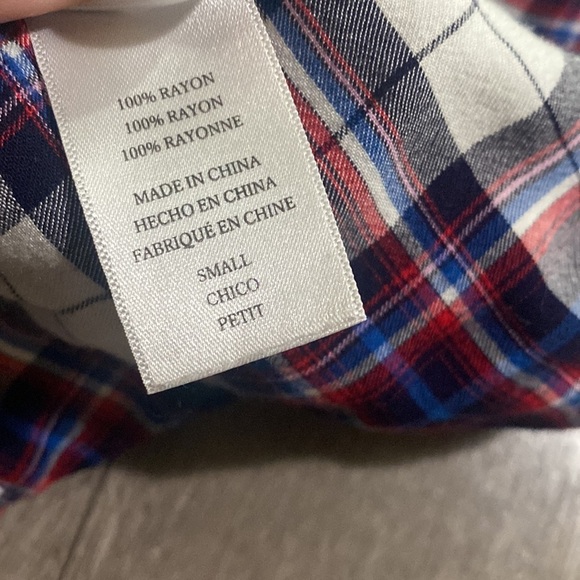 100% RAYON
100% RAYON
100% RAYONNE
MADE IN CHINA
HECHO EN CHINA
FABRIQUÉ EN CHINE
SMALL
CHICO
PETIT